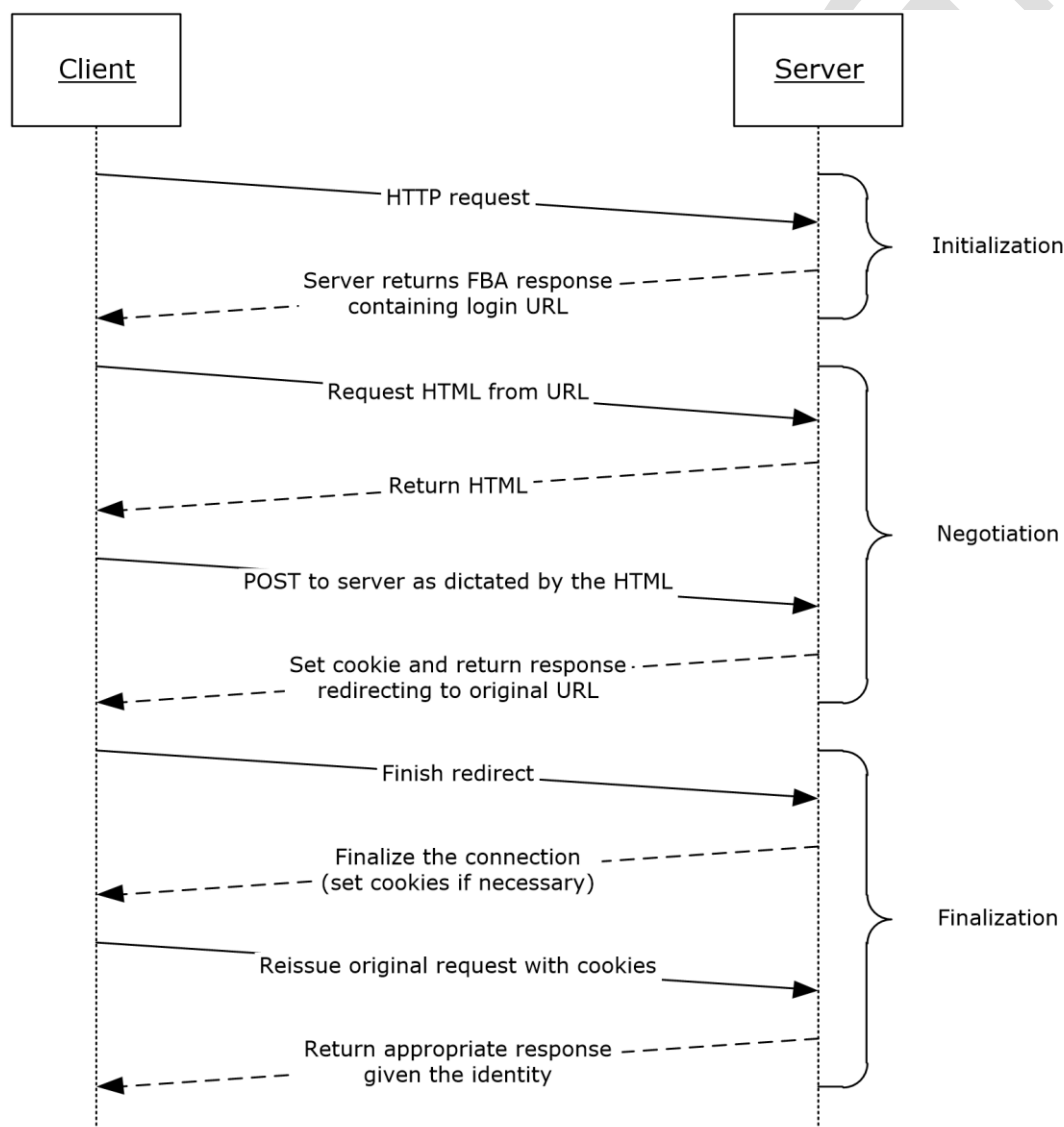 Client
Server
HTTP request
Initialization
Server returns FBA response
containing login URL
Request HTML from URL
Return HTML
Negotiation
POST to server as dictated by the HTML
Set cookie and return response
redirecting to original URL
Finish redirect
Finalize the connection
(set cookies if necessary)
Finalization
Reissue original request with cookies
Return appropriate response
given the identity